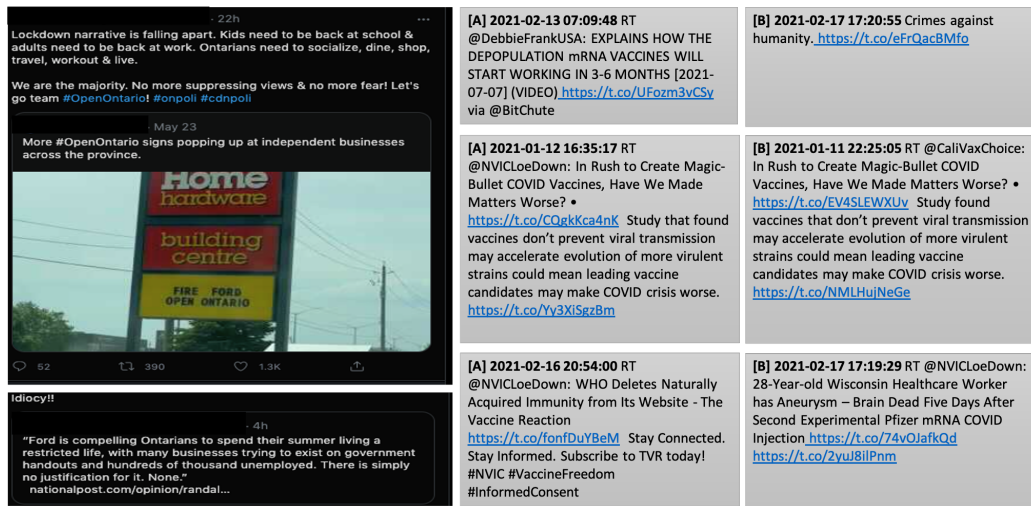 22h
Lockdown narrative is falling apart. Kids need to be back at school &
adults need to be back at work. Ontarians need to socialize, dine, shop,
travel, workout & live.
We are the majority. No more suppressing views & no more fear! Let's
go team #OpenOntario! #onpoli #cdnpoli
· May 23
More #OpenOntario signs popping up at independent businesses
across the province.
Home
hardware
building
centre
FIRE FORD
OPEN ONTARIO
52 390 1.3K
Idiocy!!
· 4h
“Ford is compelling Ontarians to spend their summer living a
restricted life, with many businesses trying to exist on government
handouts and hundreds of thousand unemployed. There is simply
no justification for it. None.”
nationalpost.com/opinion/randal...
[A] 2021-02-13 07:09:48 RT
@DebbieFrankUSA: EXPLAINS HOW THE
DEPOPULATION mRNA VACCINES WILL
START WORKING IN 3-6 MONTHS [2021-
07-07] (VIDEO) https://t.co/UFozm3vCSy
via @BitChute
[B] 2021-02-17 17:20:55 Crimes against
humanity. https://t.co/eFrQacBMfo
[A] 2021-01-12 16:35:17 RT
@NVICLoeDown: In Rush to Create Magic-
Bullet COVID Vaccines, Have We Made
Matters Worse? •
https://t.co/CQgkKca4nK Study that found
vaccines don’t prevent viral transmission
may accelerate evolution of more virulent
strains could mean leading vaccine
candidates may make COVID crisis worse.
https://t.co/Yy3XiSgzBm
[B] 2021-01-11 22:25:05 RT @CaliVaxChoice:
In Rush to Create Magic-Bullet COVID
Vaccines, Have We Made Matters Worse? •
https://t.co/EV4SLEWXUv Study found
vaccines that don’t prevent viral transmission
may accelerate evolution of more virulent
strains could mean leading vaccine
candidates may make COVID crisis worse.
https://t.co/NMLHujNeGe
[A] 2021-02-16 20:54:00 RT
@NVICLoeDown: WHO Deletes Naturally
Acquired Immunity from Its Website - The
Vaccine Reaction
https://t.co/fonfDuYBeM Stay Connected.
Stay Informed. Subscribe to TVR today!
#NVIC #VaccineFreedom
#InformedConsent
[B] 2021-02-17 17:19:29 RT @NVICLoeDown:
28-Year-old Wisconsin Healthcare Worker
has Aneurysm – Brain Dead Five Days After
Second Experimental Pfizer mRNA COVID
Injection https://t.co/74vOJafkQd
https://t.co/2yuJ8ilPnm